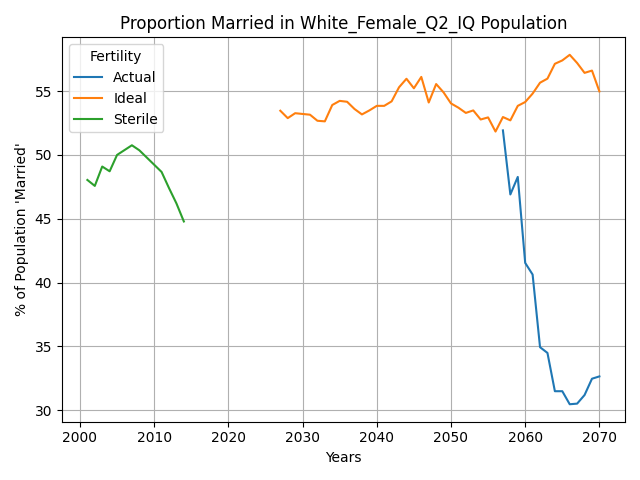 Proportion Married in White_Female_Q2_IQ Population
Fertility
Actual
Ideal
Sterile
% of Population 'Married'
55
50
45
40
35
30
2000 2010 2020 2030 2040 2050 2060 2070
Years